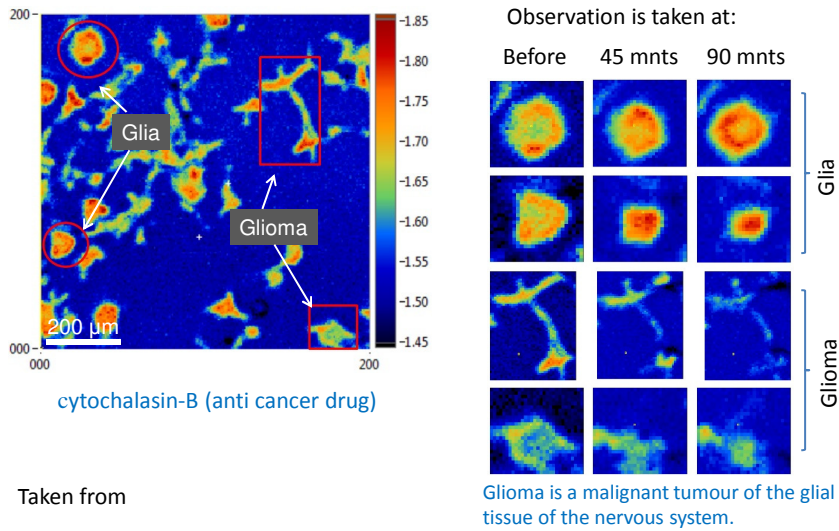 Observation is taken at:
Before 45 mnts 90 mnts
200
1.85
1.80
1.75
1.70
1.65
1.60
1.55
1.50
1.45
Glia
Glioma
200 µm
000
000
200
Glia
Glioma
cytochalasin-B (anti cancer drug)
Taken from
Glioma is a malignant tumour of the glial
tissue of the nervous system.